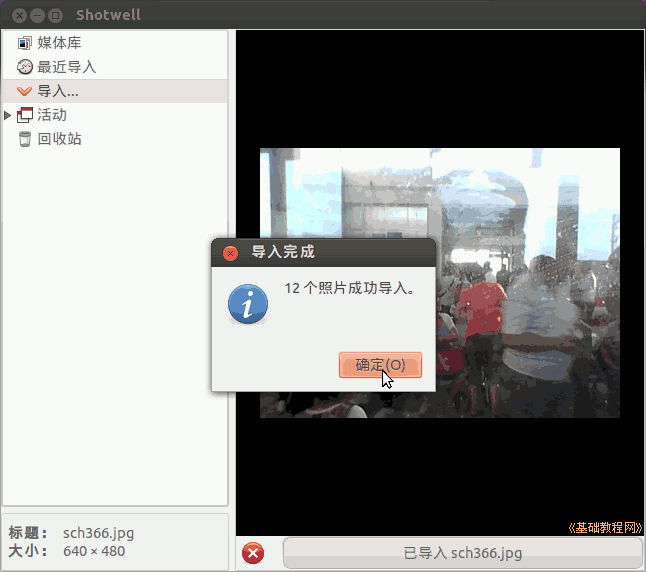 Shotwell
媒体库
最近导入
导入...
活动
回收站
导入完成
12 个照片成功导入。
确定(O)
标题： sch366.jpg
大小： 640 × 480
《基础教程网》
已导入 sch366.jpg